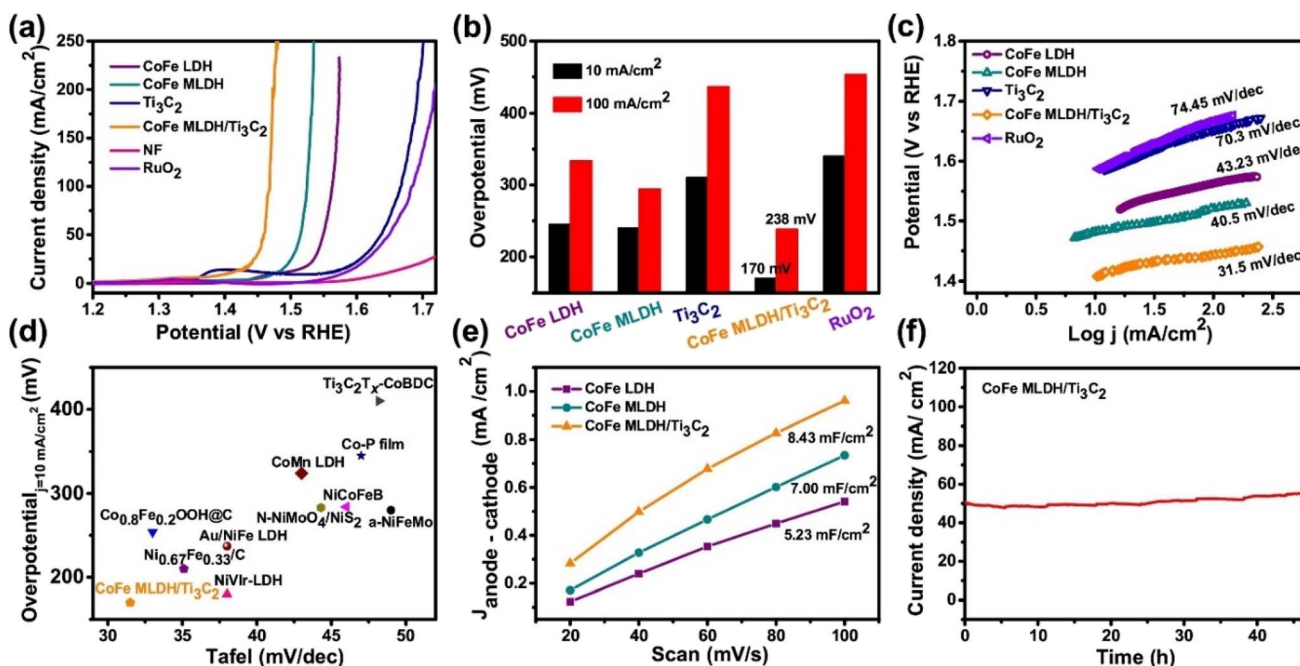 (a)
Current density (mA/cm²)
250
200
150
100
50
0
CoFe LDH
CoFe MLDH
Ti₃C₂
CoFe MLDH/Ti₃C₂
NF
RuO₂
1.2 1.3 1.4 1.5 1.6 1.7
Potential (V vs RHE)
(b)
Overpotential (mV)
500
400
300
200
10 mA/cm²
100 mA/cm²
238 mV
170 mV
CoFe LDH
CoFe MLDH
Ti₃C₂
CoFe MLDH/Ti₃C₂
RuO₂
(c)
Potential (V vs RHE)
1.8
1.7
1.6
1.5
1.4
CoFe LDH
CoFe MLDH
Ti₃C₂
CoFe MLDH/Ti₃C₂
RuO₂
74.45 mV/dec
70.3 mV/dec
43.23 mV/dec
40.5 mV/dec
31.5 mV/dec
0.0 0.5 1.0 1.5 2.0 2.5 3.0
Log j (mA/cm²)
(d)
Overpotential j=10 mA/cm² (mV)
400
300
200
Ti₃C₂Tₓ-CoBDC
Co-P film
CoMn LDH
NiCoFeB
N-NiMoO₄/NiS₂
a-NiFeMo
Co₀.₈Fe₀.₂OOH@C
Au/NiFe LDH
Ni₀.₆₇Fe₀.₃₃/C
CoFe MLDH/Ti₃C₂
NiVIr-LDH
30 35 40 45 50
Tafel (mV/dec)
(e)
J anode - cathode (mA /cm²)
1.0
0.8
0.6
0.4
0.2
CoFe LDH
CoFe MLDH
CoFe MLDH/Ti₃C₂
8.43 mF/cm²
7.00 mF/cm²
5.23 mF/cm²
20 40 60 80 100
Scan (mV/s)
(f)
Current density (mA/ cm²)
120
100
80
60
40
20
0
CoFe MLDH/Ti₃C₂
0 10 20 30 40
Time (h)